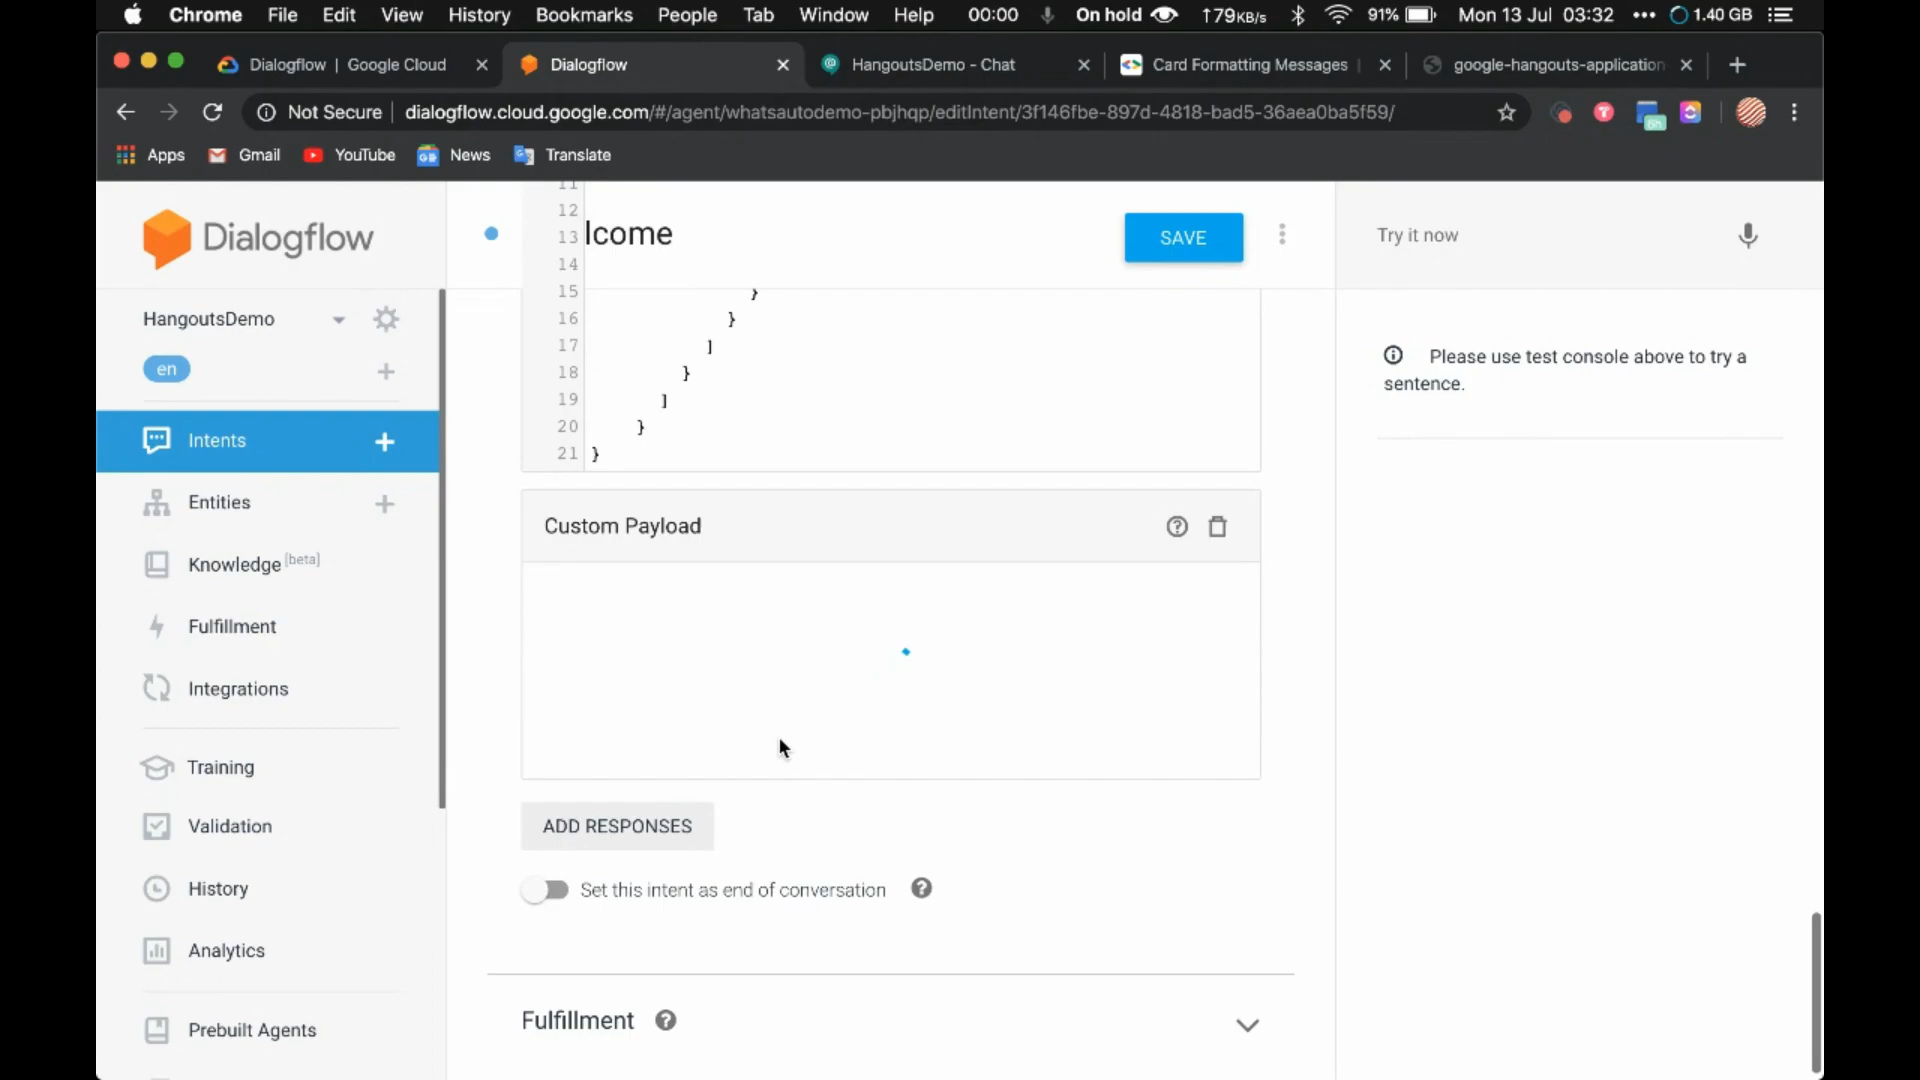 Chrome File Edit View History Bookmarks People Tab Window Help 00:00 On hold ↑79KB/s 91% Mon 13 Jul 03:32 ••• 1.40 GB
Dialogflow | Google Cloud
Dialogflow
HangoutsDemo - Chat
Card Formatting Messages
google-hangouts-application
Not Secure | dialogflow.cloud.google.com/#/agent/whatsautodemo-pbjhqp/editIntent/3f146fbe-897d-4818-bad5-36aea0ba5f59/
Apps Gmail YouTube News Translate
Dialogflow
HangoutsDemo
en
Intents
Entities
Knowledge [beta]
Fulfillment
Integrations
Training
Validation
History
Analytics
Prebuilt Agents
lcome
SAVE
11
12
13
14
15 }
16 }
17 ]
18 }
19 ]
20 }
21 }
Custom Payload
ADD RESPONSES
Set this intent as end of conversation
Fulfillment
Try it now
Please use test console above to try a
sentence.